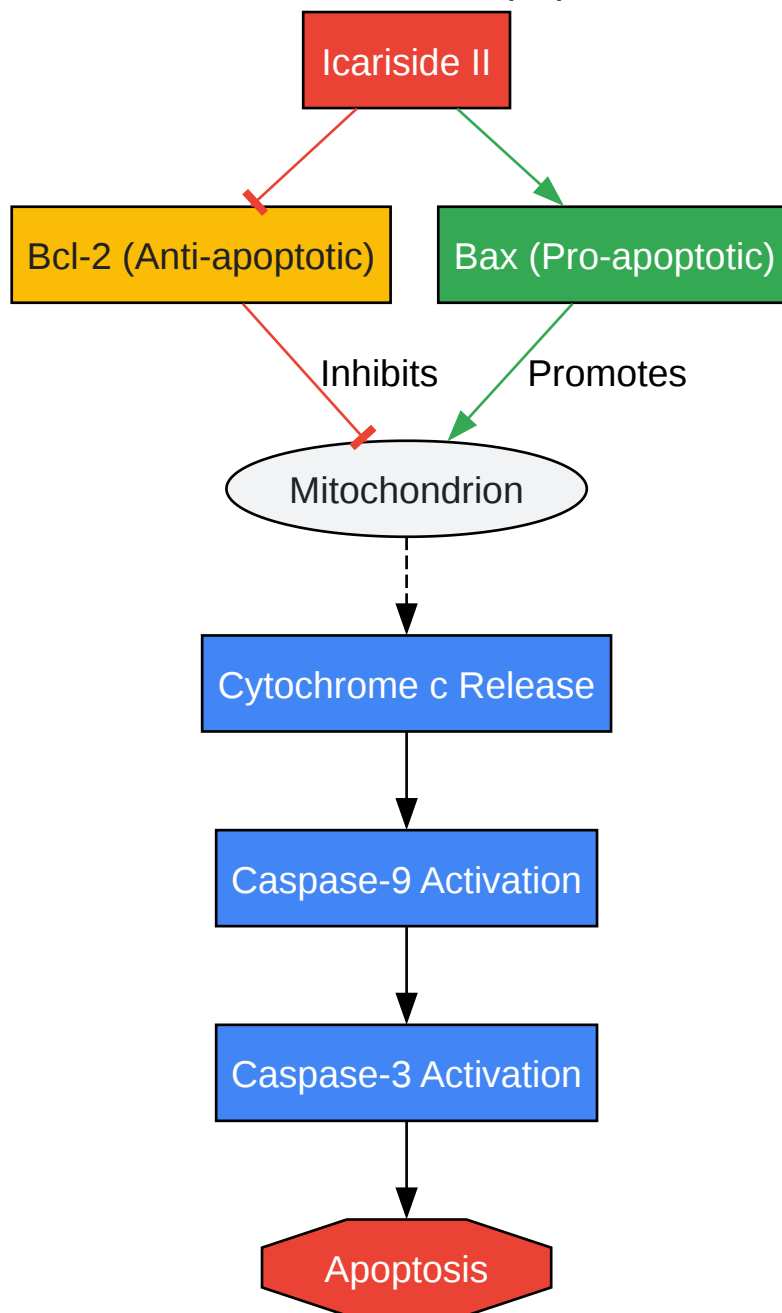 Icariside II
Bcl-2 (Anti-apoptotic)
Bax (Pro-apoptotic)
Inhibits
Promotes
Mitochondrion
Cytochrome c Release
Caspase-9 Activation
Caspase-3 Activation
Apoptosis